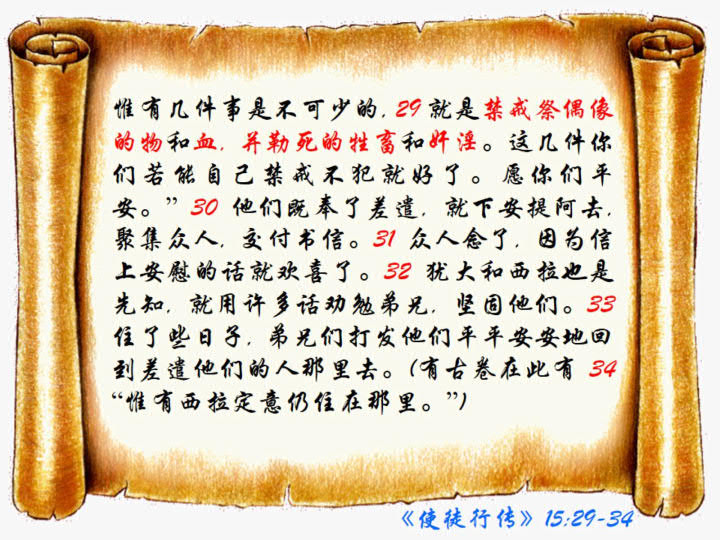 惟有几件事是不可少的, 29 就是禁戒祭偶像
的物和血, 并勒死的牲畜和奸淫。这几件你
们若能自己禁戒不犯就好了。愿你们平
安。” 30 他们既奉了差遣, 就下安提阿去,
聚集众人, 交付书信。31 众人念了, 因为信
上安慰的话就欢喜了。32 犹大和西拉也是
先知, 就用许多话劝勉弟兄, 坚固他们。33
住了些日子, 弟兄们打发他们平平安安地回
到差遣他们的人那里去。(有古卷在此有 34
“惟有西拉定意仍住在那里。”)
《使徒行传》15:29-34